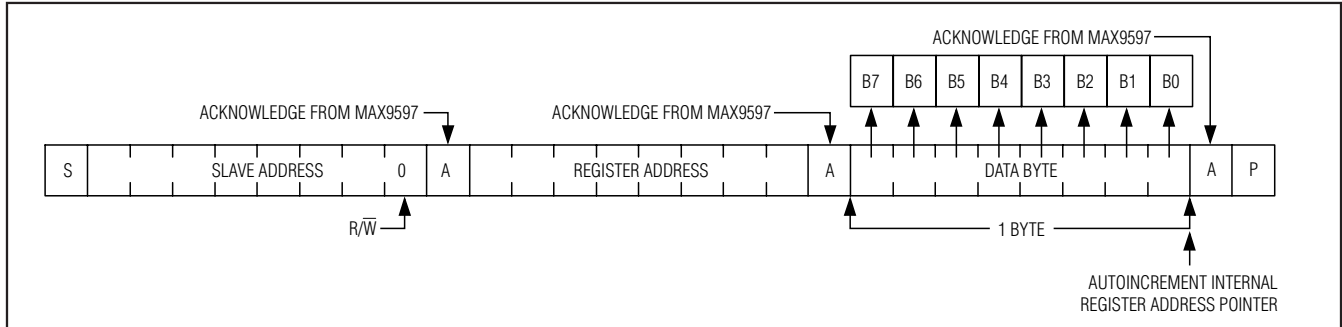 ACKNOWLEDGE FROM MAX9597
B7 B6 B5 B4 B3 B2 B1 B0
ACKNOWLEDGE FROM MAX9597 ACKNOWLEDGE FROM MAX9597
S SLAVE ADDRESS 0 A REGISTER ADDRESS A DATA BYTE A P
R/W̅ 1 BYTE
AUTOINCREMENT INTERNAL
REGISTER ADDRESS POINTER